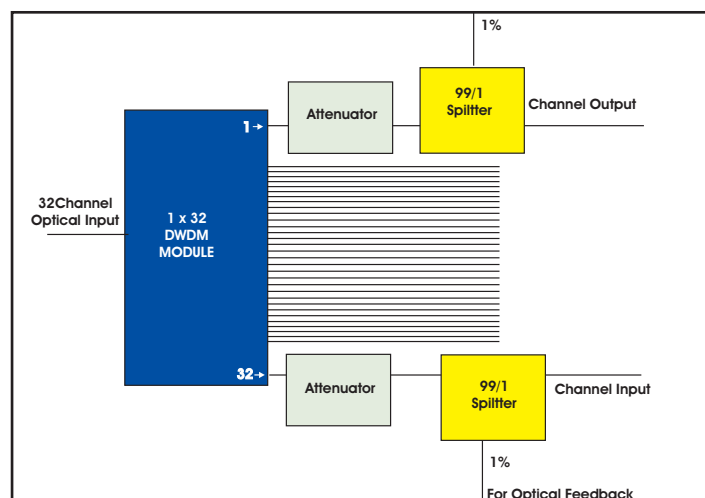 1%
99/1
Spiltter
Channel Output
Attenuator
1
32Channel
Optical Input
1 x 32
DWDM
MODULE
32
Attenuator
99/1
Spiltter
Channel Input
1%
For Optical Feedback